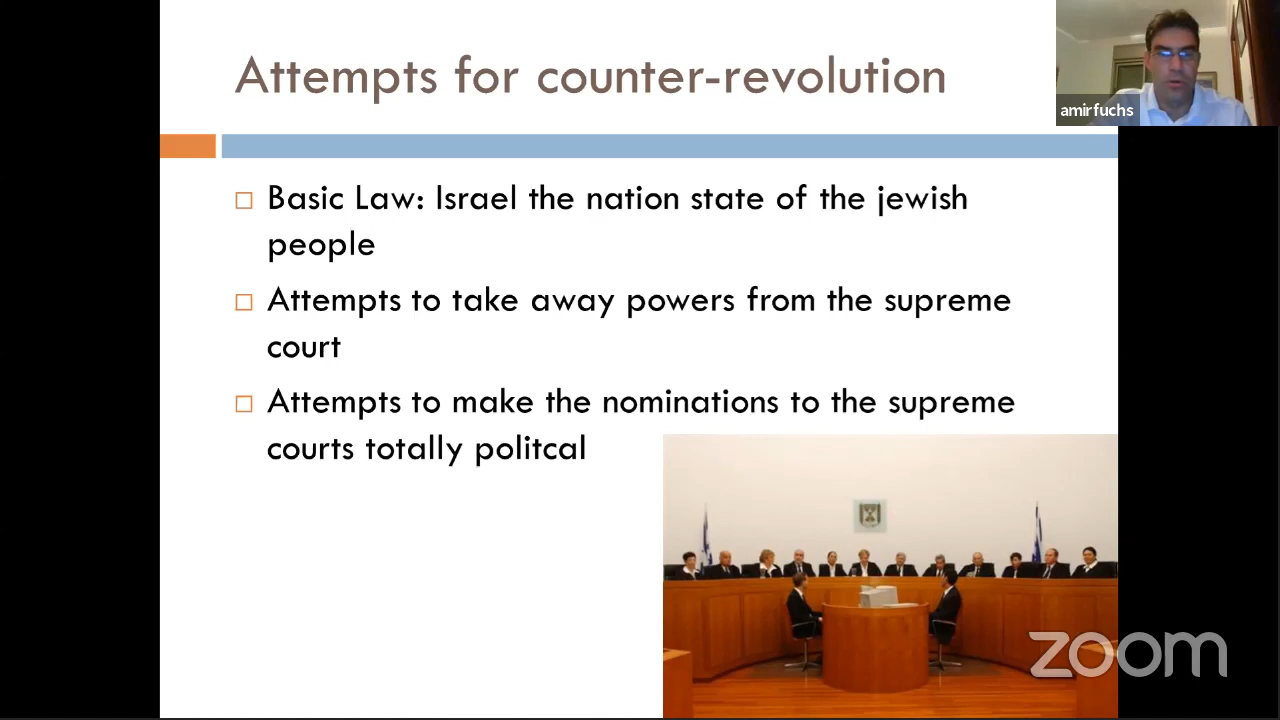 Attempts for counter-revolution
amirfuchs
Basic Law: Israel the nation state of the jewish
people
Attempts to take away powers from the supreme
court
Attempts to make the nominations to the supreme
courts totally politcal
zoom